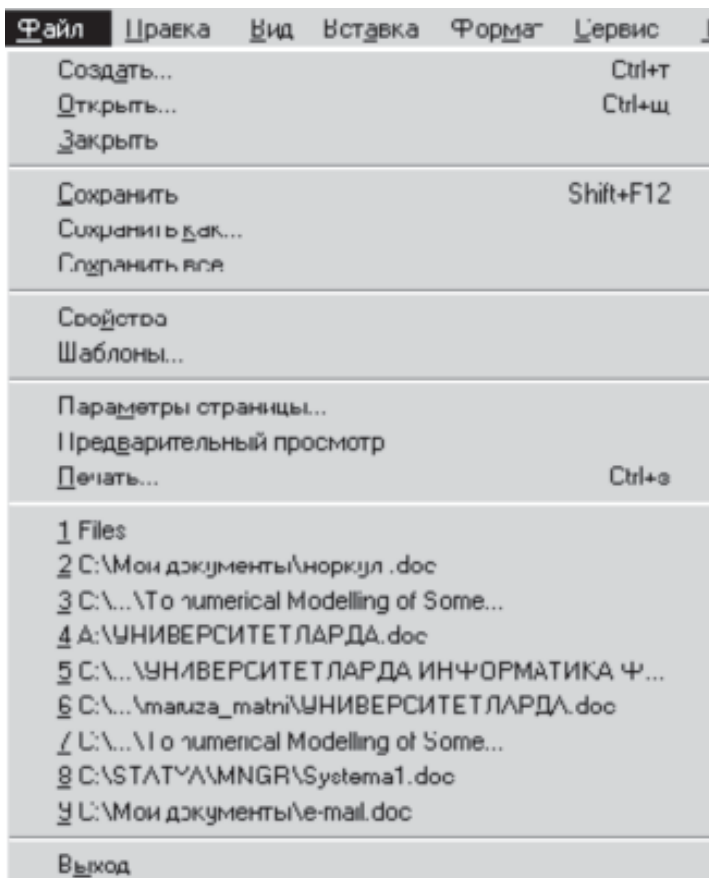 Файл Правка Вид Вставка Формат Сервис
Создать... Ctrl+т
Открыть... Ctrl+щ
Закрыть
Сохранить Shift+F12
Сохранить как...
Сохранить все
Свойства
Шаблоны...
Параметры страницы...
Предварительный просмотр
Печать... Ctrl+з
1 Files
2 C:\Мои документы\норкул .doc
3 C:\...\To numerical Modelling of Some...
4 A:\УНИВЕРСИТЕТЛАРДА.doc
5 C:\...\УНИВЕРСИТЕТЛАРДА ИНФОРМАТИКА Ф...
6 C:\...\maruza_matni\УНИВЕРСИТЕТЛАРДА.doc
7 C:\...\To numerical Modelling of Some...
8 C:\STATYA\MNGR\Systema1.doc
9 C:\Мои документы\e-mail.doc
Выход